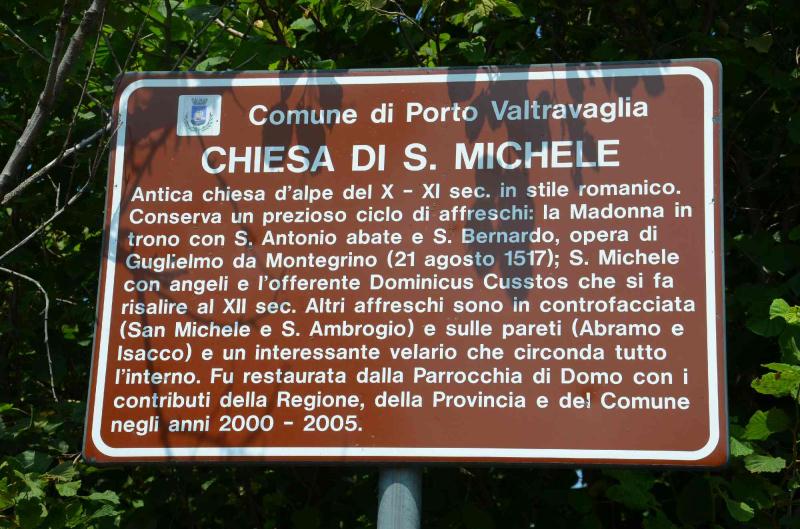 Comune di Porto Valtravaglia
CHIESA DI S. MICHELE
Antica chiesa d'alpe del X - XI sec. in stile romanico.
Conserva un prezioso ciclo di affreschi: la Madonna in
trono con S. Antonio abate e S. Bernardo, opera di
Guglielmo da Montegrino (21 agosto 1517); S. Michele
con angeli e l'offerente Dominicus Cusstos che si fa
risalire al XII sec. Altri affreschi sono in controfacciata
(San Michele e S. Ambrogio) e sulle pareti (Abramo e
Isacco) e un interessante velario che circonda tutto
l'interno. Fu restaurata dalla Parrocchia di Domo con i
contributi della Regione, della Provincia e del Comune
negli anni 2000 - 2005.